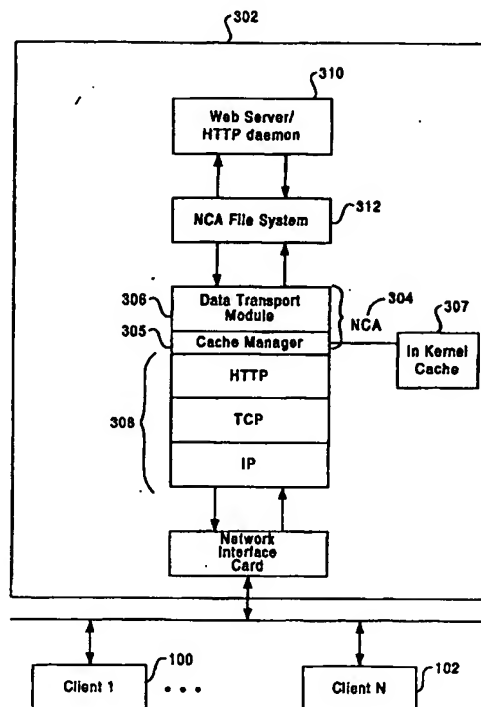 302
310
Web Server/
HTTP daemon
NCA File System
312
306
Data Transport
Module
NCA
304
307
305
Cache Manager
In Kernel
Cache
308
HTTP
TCP
IP
Network
Interface
Card
100
102
Client 1
• • •
Client N